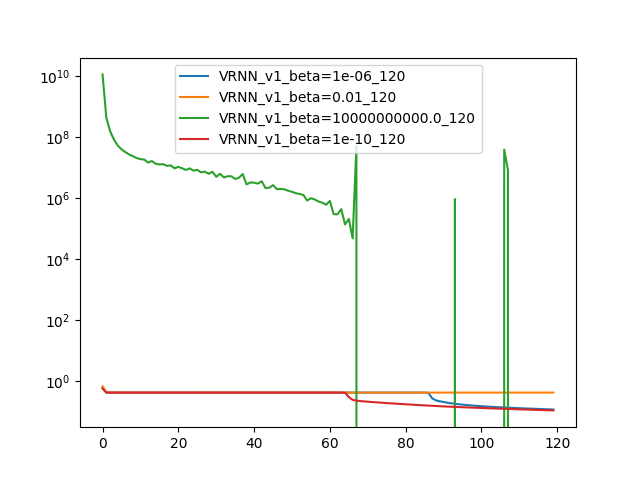 10^10
10^8
10^6
10^4
10^2
10^0
VRNN_v1_beta=1e-06_120
VRNN_v1_beta=0.01_120
VRNN_v1_beta=10000000000.0_120
VRNN_v1_beta=1e-10_120
0 20 40 60 80 100 120